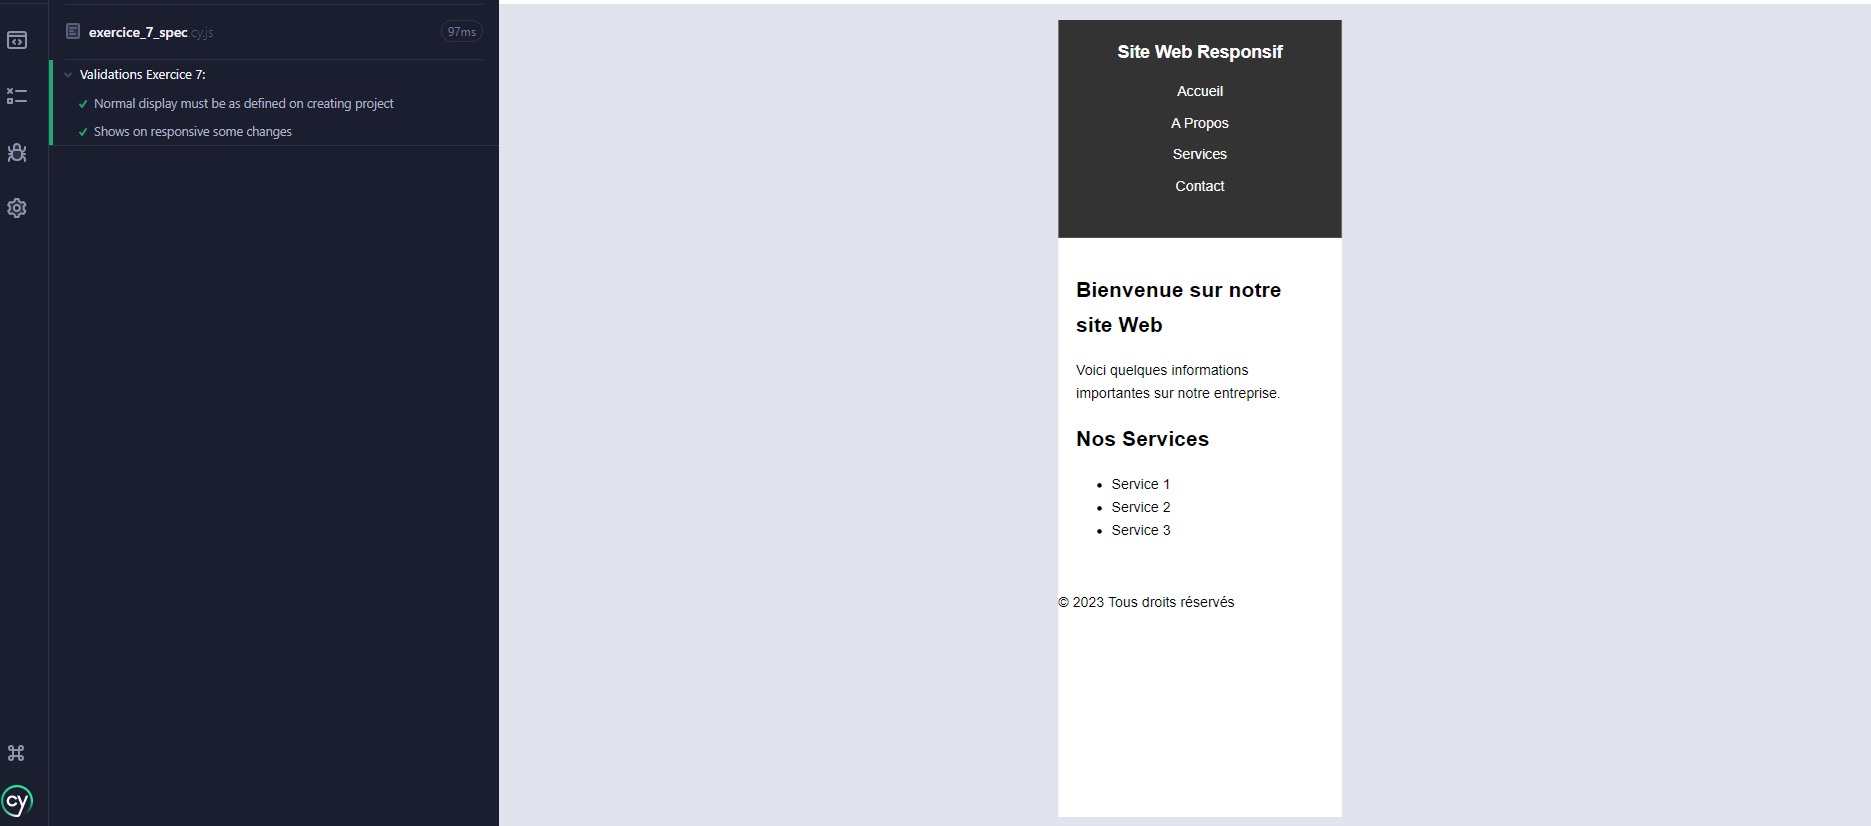 exercice_7_spec.cy.js
97ms
Validations Exercice 7:
Normal display must be as defined on creating project
Shows on responsive some changes
cy
Site Web Responsif
Accueil
A Propos
Services
Contact
Bienvenue sur notre
site Web
Voici quelques informations
importantes sur notre entreprise.
Nos Services
Service 1
Service 2
Service 3
© 2023 Tous droits réservés